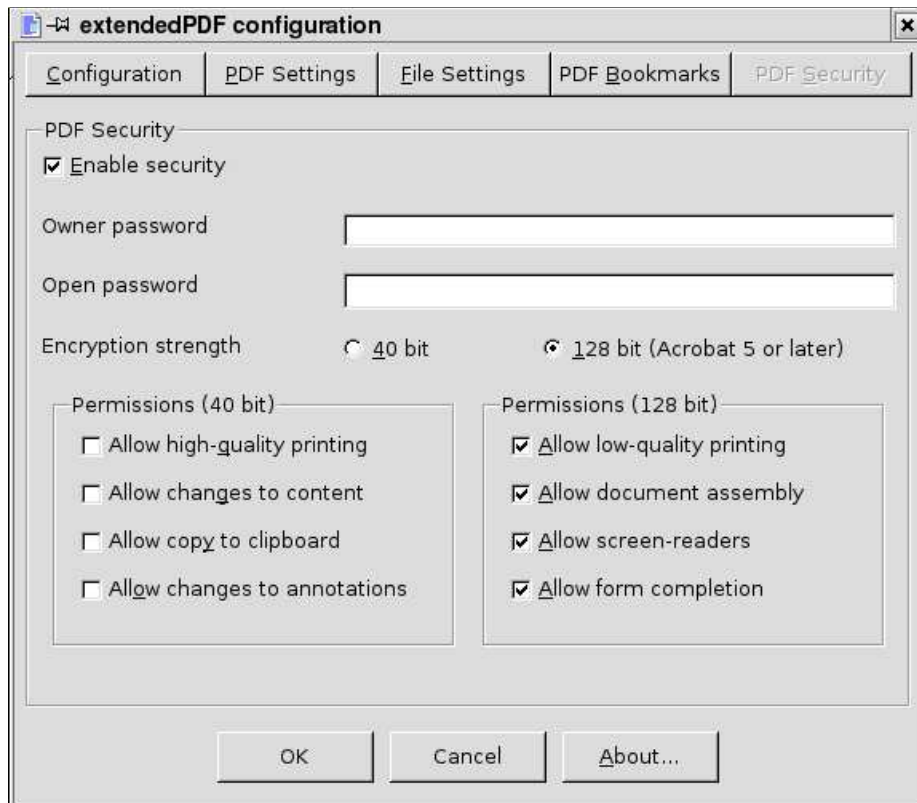 extendedPDF configuration
Configuration PDF Settings File Settings PDF Bookmarks PDF Security
PDF Security
Enable security
Owner password
Open password
Encryption strength 40 bit 128 bit (Acrobat 5 or later)
Permissions (40 bit)
Allow high-quality printing
Allow changes to content
Allow copy to clipboard
Allow changes to annotations
Permissions (128 bit)
Allow low-quality printing
Allow document assembly
Allow screen-readers
Allow form completion
OK Cancel About...